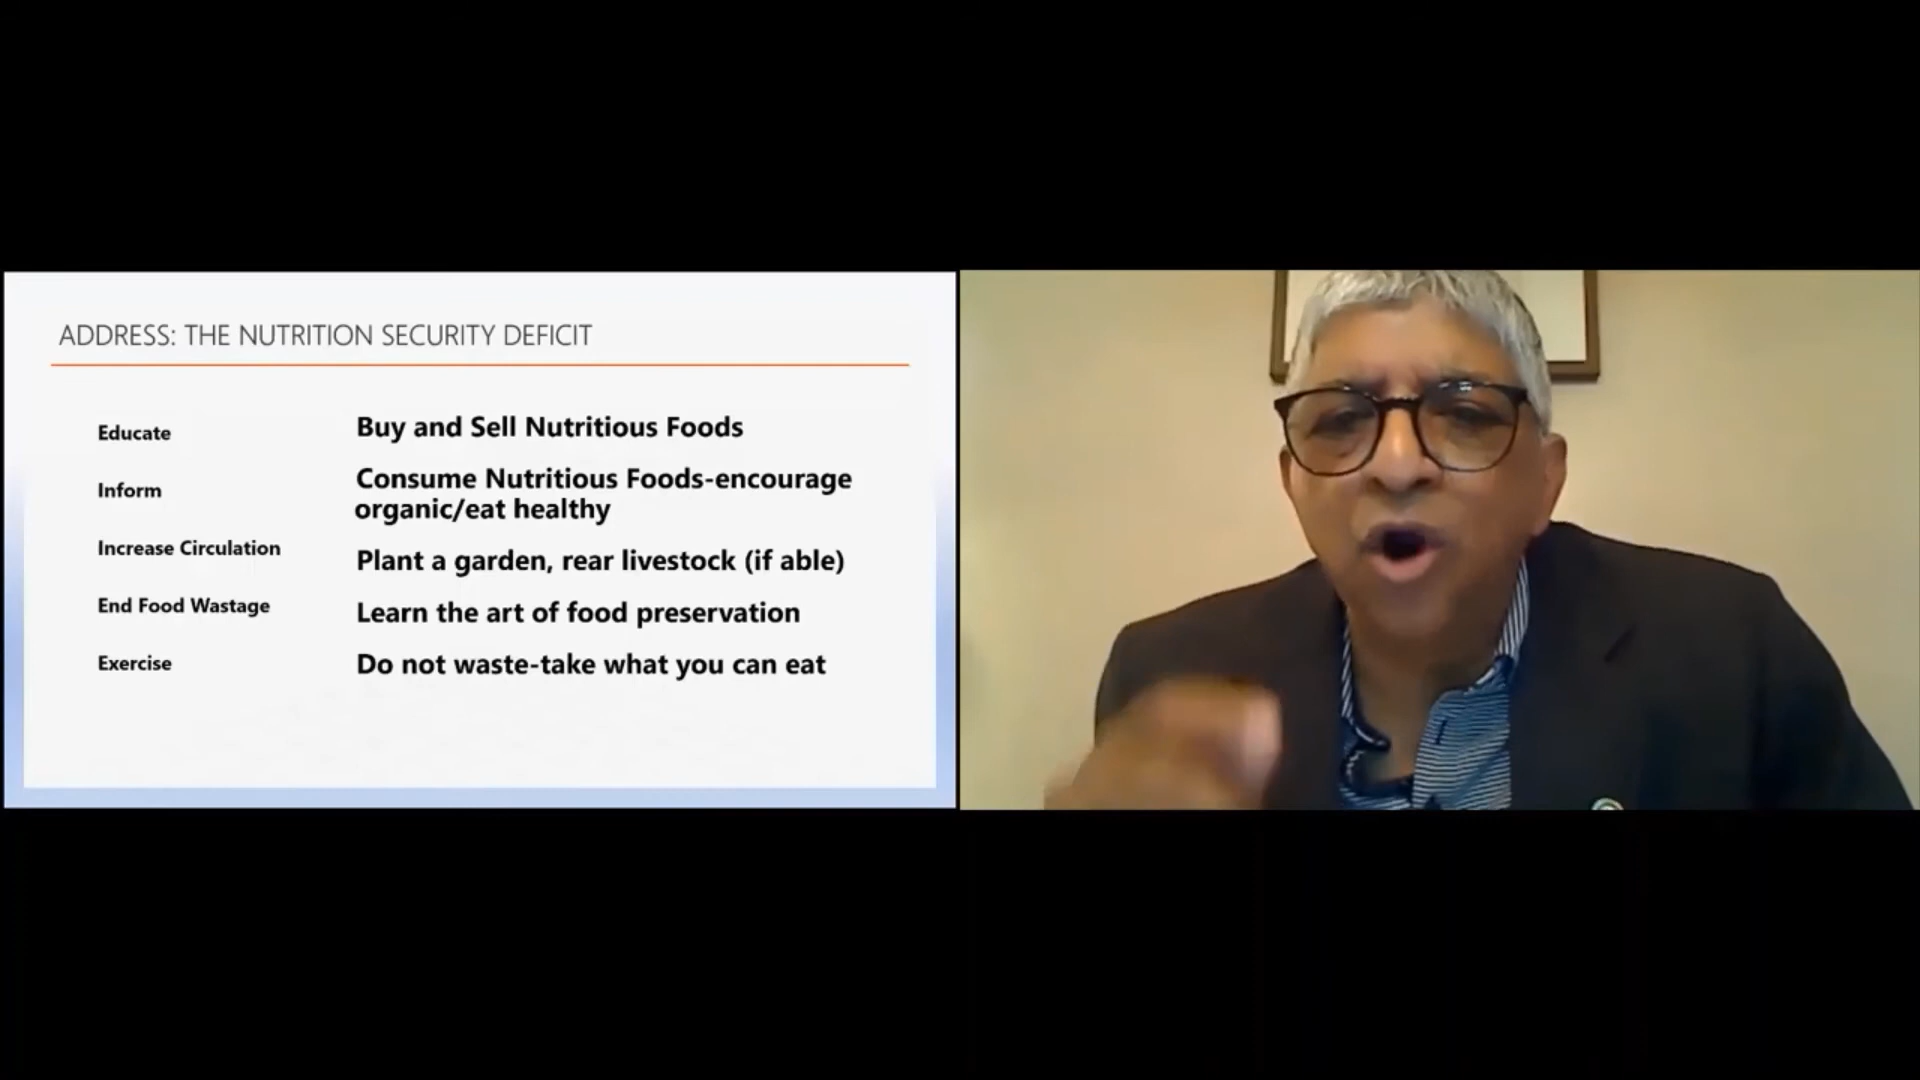 ADDRESS: THE NUTRITION SECURITY DEFICIT
Educate
Inform
Increase Circulation
End Food Wastage
Exercise
Buy and Sell Nutritious Foods
Consume Nutritious Foods-encourage
organic/eat healthy
Plant a garden, rear livestock (if able)
Learn the art of food preservation
Do not waste-take what you can eat